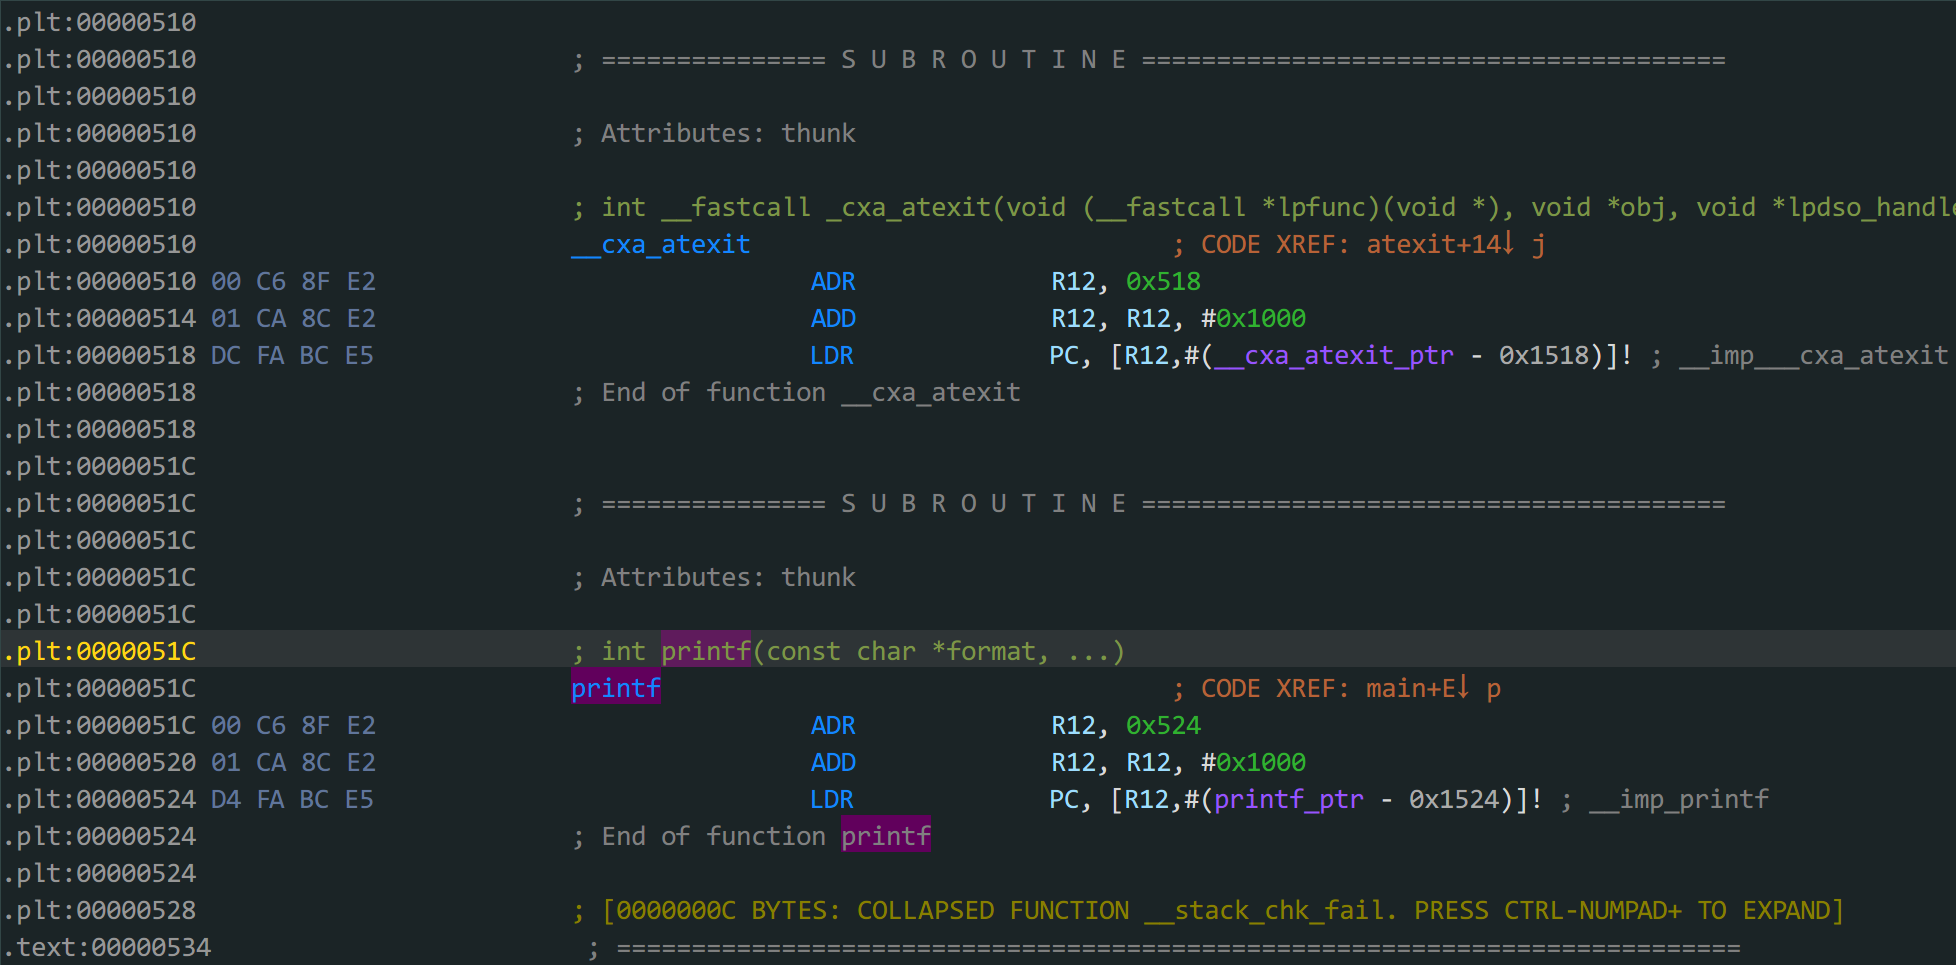 .plt:00000510
.plt:00000510 ; =============== S U B R O U T I N E =======================================
.plt:00000510
.plt:00000510 ; Attributes: thunk
.plt:00000510
.plt:00000510 ; int __fastcall _cxa_atexit(void (__fastcall *lpfunc)(void *), void *obj, void *lpdso_handle
.plt:00000510 __cxa_atexit ; CODE XREF: atexit+14↓ j
.plt:00000510 00 C6 8F E2 ADR R12, 0x518
.plt:00000514 01 CA 8C E2 ADD R12, R12, #0x1000
.plt:00000518 DC FA BC E5 LDR PC, [R12,#(__cxa_atexit_ptr - 0x1518)]! ; __imp___cxa_atexit
.plt:00000518 ; End of function __cxa_atexit
.plt:00000518
.plt:0000051C
.plt:0000051C ; =============== S U B R O U T I N E =======================================
.plt:0000051C
.plt:0000051C ; Attributes: thunk
.plt:0000051C
.plt:0000051C ; int printf(const char *format, ...)
.plt:0000051C printf ; CODE XREF: main+E↓ p
.plt:0000051C 00 C6 8F E2 ADR R12, 0x524
.plt:00000520 01 CA 8C E2 ADD R12, R12, #0x1000
.plt:00000524 D4 FA BC E5 LDR PC, [R12,#(printf_ptr - 0x1524)]! ; __imp_printf
.plt:00000524 ; End of function printf
.plt:00000524
.plt:00000528 ; [0000000C BYTES: COLLAPSED FUNCTION __stack_chk_fail. PRESS CTRL-NUMPAD+ TO EXPAND]
.text:00000534 ; ===========================================================================